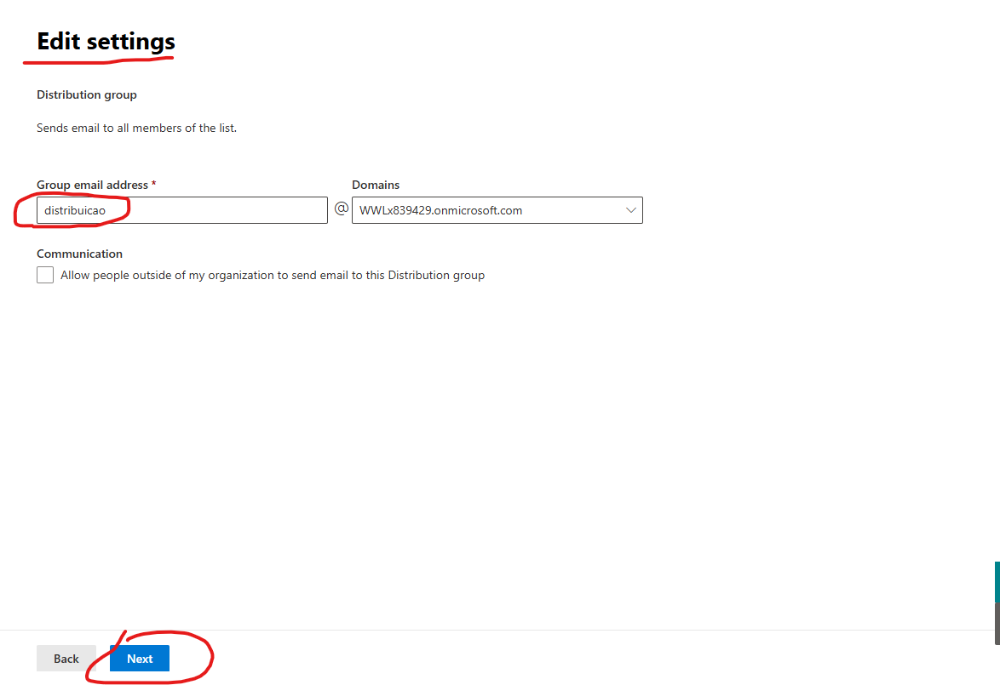 Edit settings
Distribution group
Sends email to all members of the list.
Group email address * Domains
distribuicao @ WWLx839429.onmicrosoft.com
Communication
Allow people outside of my organization to send email to this Distribution group
Back Next